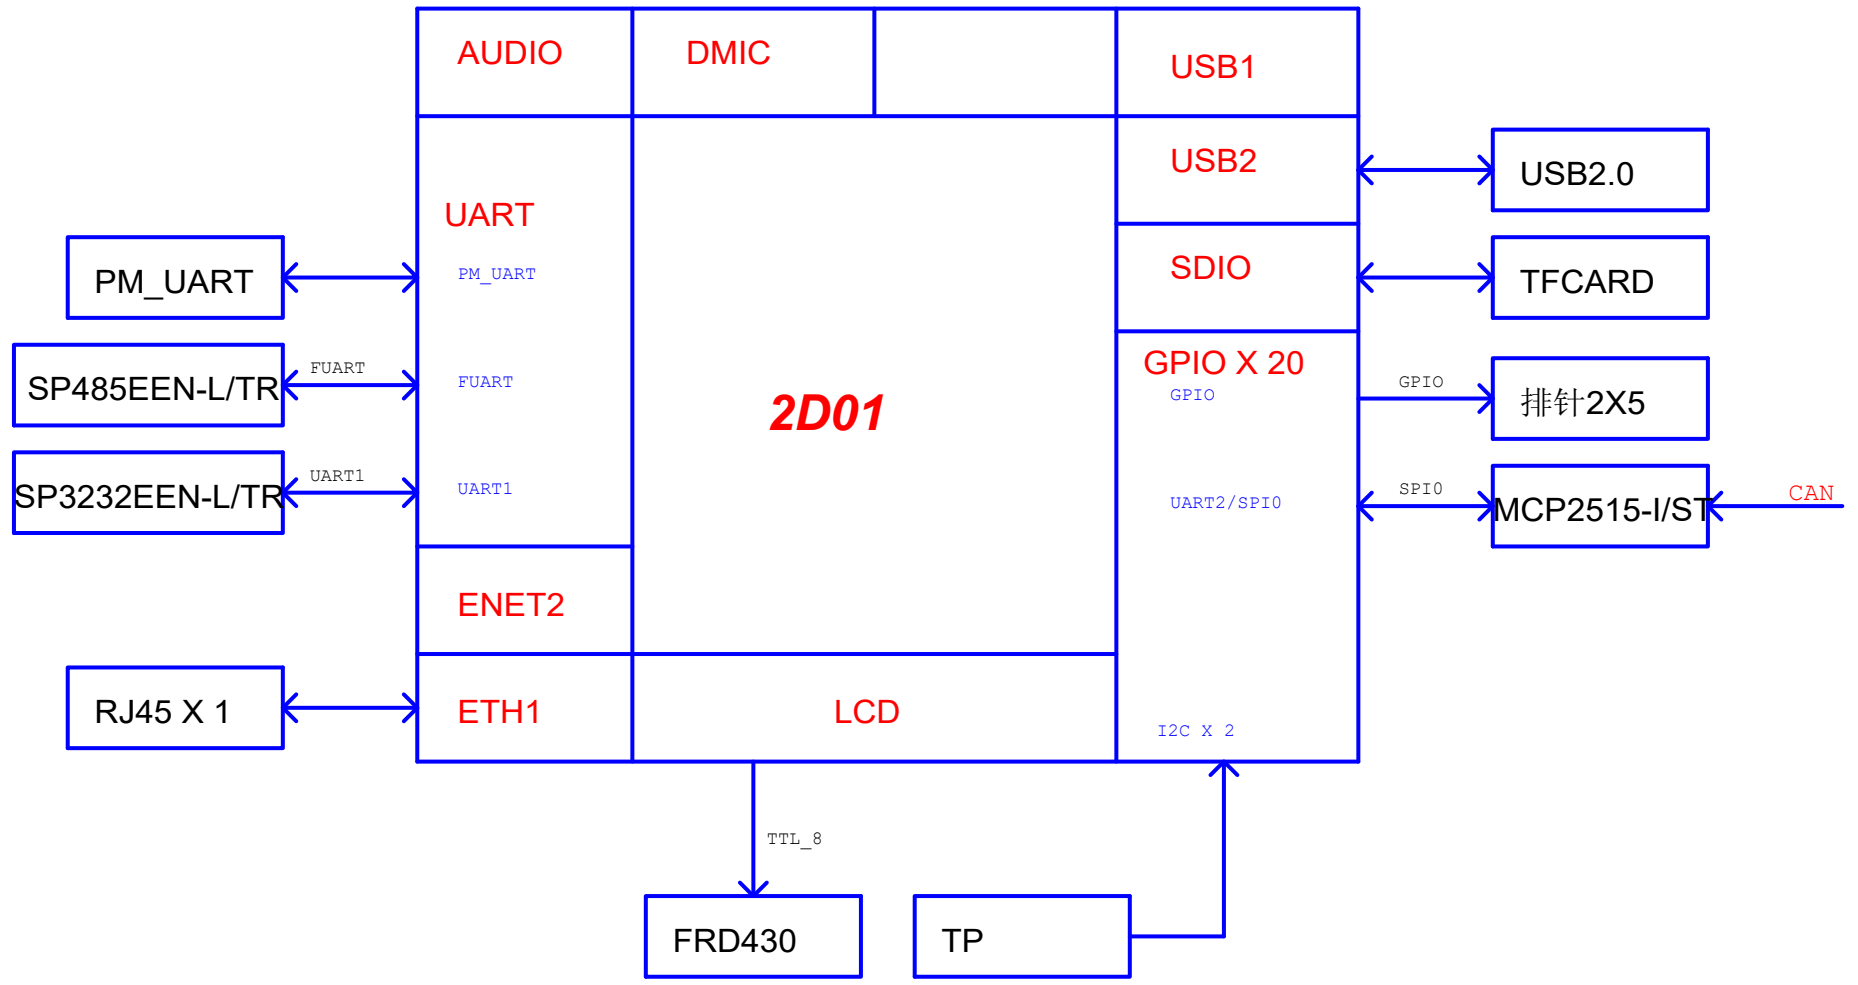 AUDIO
DMIC
USB1
USB2
USB2.0
UART
PM_UART
PM_UART
SDIO
TFCARD
SP485EEN-L/TR
FUART
FUART
2D01
GPIO X 20
GPIO
GPIO
排针2X5
SP3232EEN-L/TR
UART1
UART1
UART2/SPI0
SPI0
MCP2515-I/ST
CAN
ENET2
RJ45 X 1
ETH1
LCD
I2C X 2
TTL_8
FRD430
TP